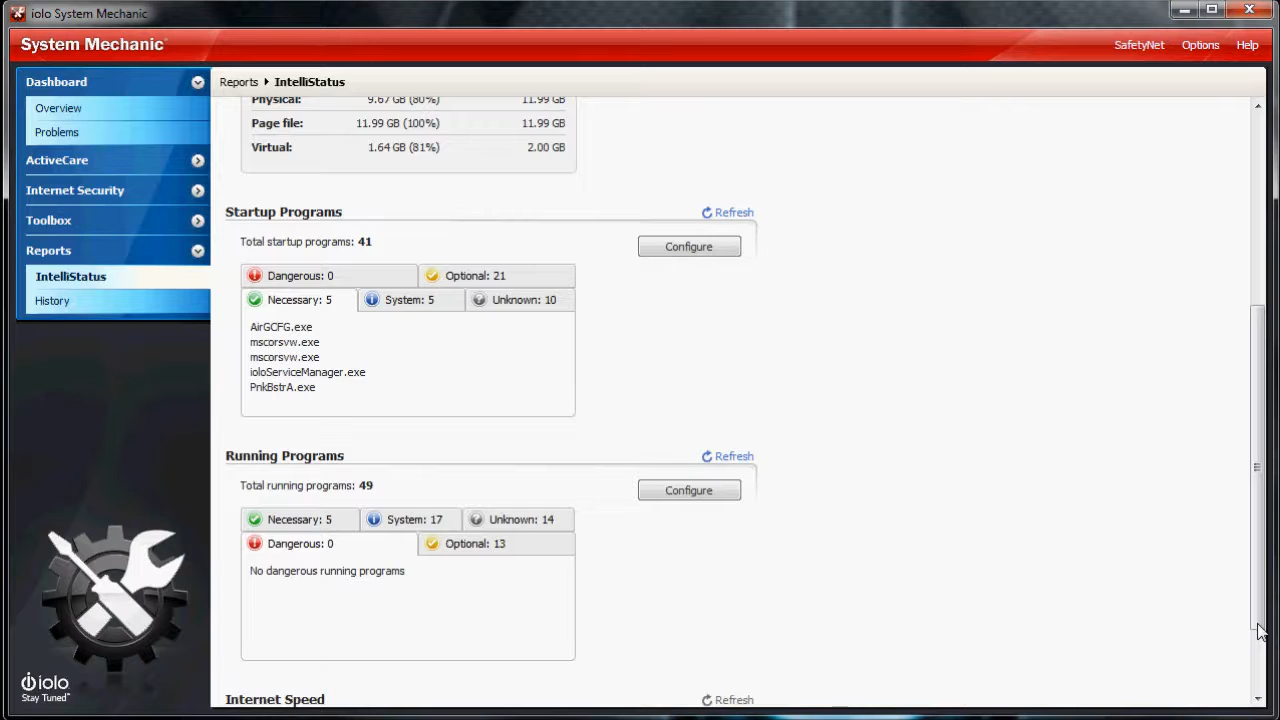 iolo System Mechanic
System Mechanic
SafetyNet Options Help
Dashboard
Overview
Problems
ActiveCare
Internet Security
Toolbox
Reports
IntelliStatus
History
iolo
Stay Tuned™
Reports IntelliStatus
Physical: 9.67 GB (80%) 11.99 GB
Page file: 11.99 GB (100%) 11.99 GB
Virtual: 1.64 GB (81%) 2.00 GB
Startup Programs Refresh
Total startup programs: 41 Configure
Dangerous: 0 Optional: 21
Necessary: 5 System: 5 Unknown: 10
AirGCFG.exe
mscorsvw.exe
mscorsvw.exe
ioloServiceManager.exe
PnkBstrA.exe
Running Programs Refresh
Total running programs: 49 Configure
Necessary: 5 System: 17 Unknown: 14
Dangerous: 0 Optional: 13
No dangerous running programs
Internet Speed Refresh